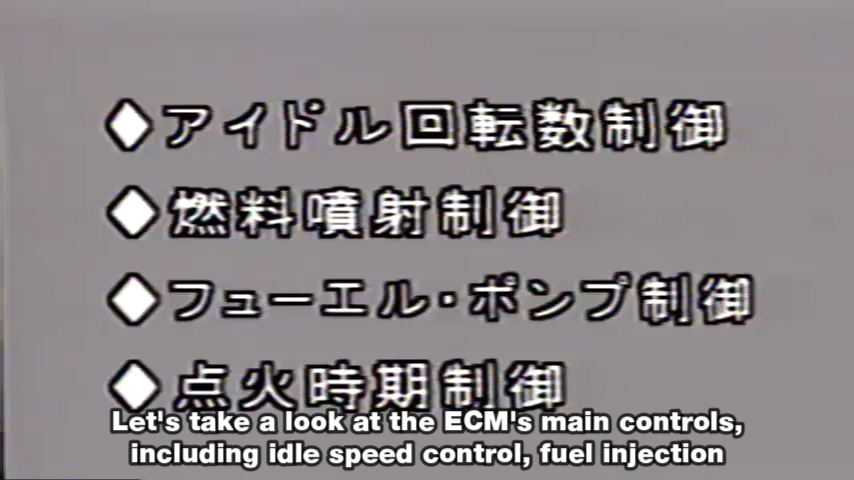 ◆アイドル回転数制御
◆燃料噴射制御
◆フューエル・ポンプ制御
◆点火時期制御
Let's take a look at the ECM's main controls,
including idle speed control, fuel injection